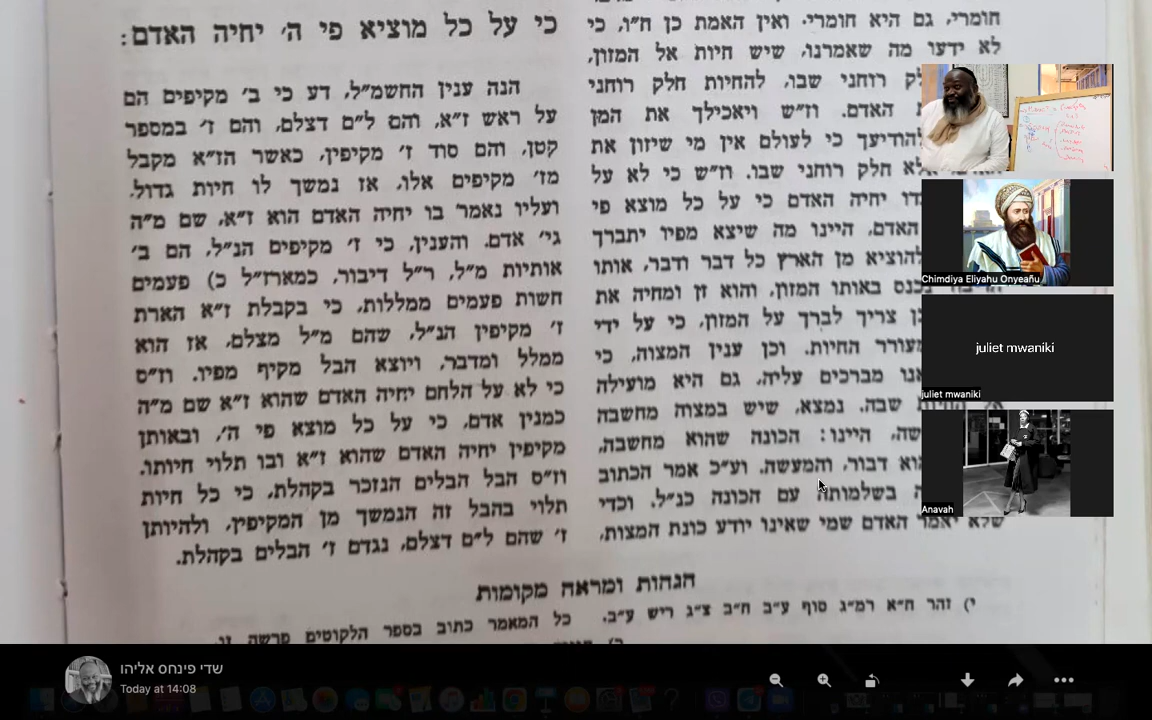 חומרי, גם היא חומרי. ואין האמת כן ח״ו, כי
לא ידעו מה שאמרנו, שיש חיות אל המזון,
רוחני שבו, להחיות חלק רוחני
האדם. וז״ש ויאכילך את המן
להודיעך כי לעולם אין מי שיזון את
אלא חלק רוחני שבו. וז״ש כי לא על
יחיה האדם כי על כל מוצא פי
האדם, היינו מה שיצא מפיו יתברך
להוציא מן הארץ כל דבר ודבר, אותו
נכנס באותו המזון, והוא זן ומחיה את
צריך לברך על המזון, כי על ידי
מעורר החיות. וכן ענין המצוה, כי
אנו מברכים עליה, גם היא מועילה
שבה. נמצא, שיש במצוה מחשבה
היינו: הכונה שהוא מחשבה,
דבור, והמעשה. וע״כ אמר הכתוב
בשלמותה עם הכונה כנ״ל. וכדי
שלא יאמר האדם שמי שאינו יודע כונת המצות,
כי על כל מוציא פי ה׳ יחיה האדם:
הנה ענין החשמ״ל, דע כי ב׳ מקיפים הם
על ראש ז״א, והם ל״ם דצלם, והם ז׳ במספר
קטן, והם סוד ז׳ מקיפין, כאשר הז״א מקבל
מז׳ מקיפים אלו, אז נמשך לו חיות גדול.
ועליו נאמר בו יחיה האדם הוא ז״א, שם מ״ה
גי׳ אדם. והענין, כי ז׳ מקיפים הנ״ל, הם ב׳
אותיות מ״ל, ר״ל דיבור, כמארז״ל כ) פעמים
חשות פעמים ממללות, כי בקבלת ז״א הארת
ז׳ מקיפין הנ״ל, שהם מ״ל מצלם, אז הוא
ממלל ומדבר, ויוצא הבל מקיף מפיו. וז״ס
כי לא על הלחם יחיה האדם שהוא ז״א שם מ״ה
כמנין אדם, כי על כל מוצא פי ה׳, ובאותן
מקיפין יחיה האדם שהוא ז״א ובו תלוי חיותו.
וז״ס הבל הבלים הנזכר בקהלת, כי כל חיות
תלוי בהבל זה הנמשך מן המקיפין, ולהיותן
ז׳ שהם ל״ם דצלם, נגדם ז׳ הבלים בקהלת.
הגהות ומראה מקומות
י) זהר ח״א רמ״ג סוף ע״ב ח״ב צ״ג ריש ע״ב.
כל המאמר כתוב בספר הלקוטים פרשה זו.
Chimdiya Eliyahu Onyeañu
juliet mwaniki
juliet mwaniki
Anavah
שדי פינחס אליהו
Today at 14:08